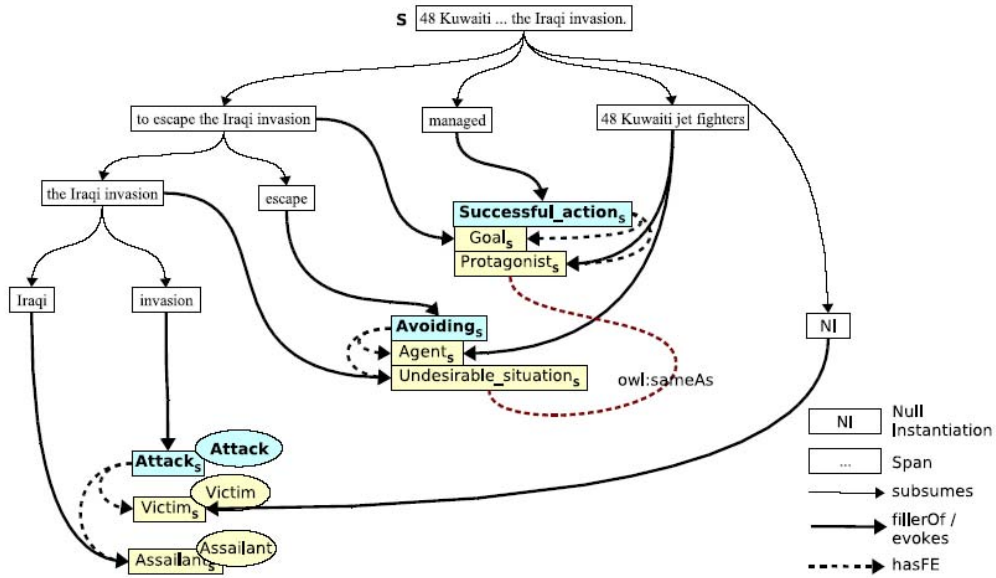 S 48 Kuwaiti ... the Iraqi invasion.
to escape the Iraqi invasion
managed
48 Kuwaiti jet fighters
the Iraqi invasion
escape
Successful_actions
Goals
Protagonists
Iraqi
invasion
NI
Avoidings
Agents
Undesirable_situations
owl:sameAs
Attacks
Attack
Victims
Victim
Assailants
Assailant
NI Null
Instantiation
... Span
subsumes
fillerOf /
evokes
hasFE